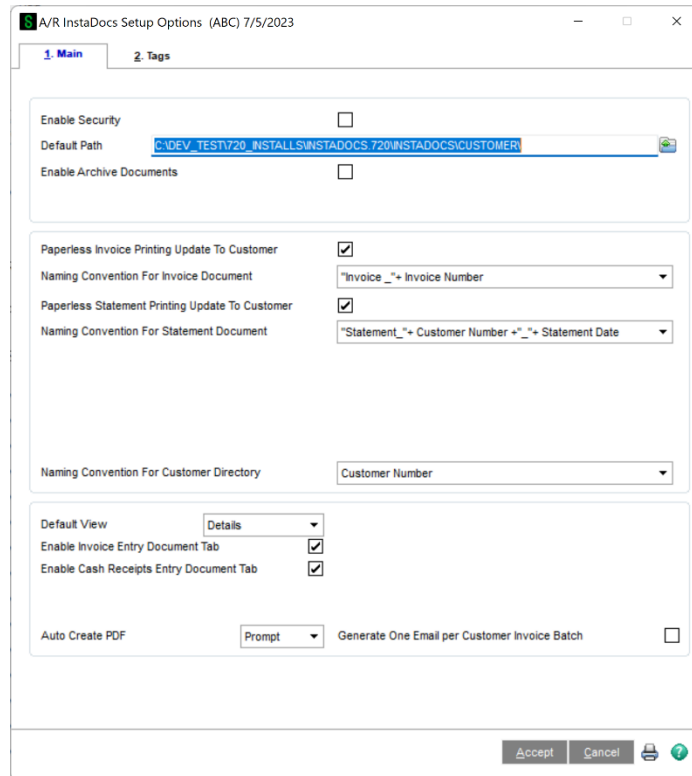 S A/R InstaDocs Setup Options (ABC) 7/5/2023
1. Main 2. Tags
Enable Security
Default Path C:\DEV_TEST\720_INSTALLS\INSTADOCS.720\INSTADOCS\CUSTOMER\
Enable Archive Documents
Paperless Invoice Printing Update To Customer
Naming Convention For Invoice Document "Invoice _"+ Invoice Number
Paperless Statement Printing Update To Customer
Naming Convention For Statement Document "Statement_"+ Customer Number +"_"+ Statement Date
Naming Convention For Customer Directory Customer Number
Default View Details
Enable Invoice Entry Document Tab
Enable Cash Receipts Entry Document Tab
Auto Create PDF Prompt Generate One Email per Customer Invoice Batch
Accept Cancel ?